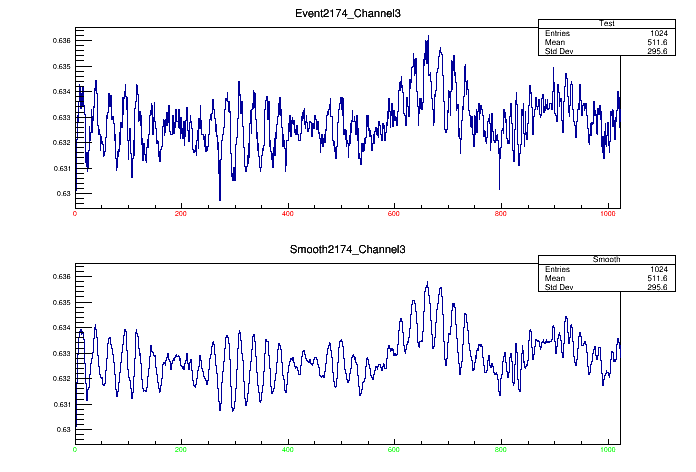 Event2174_Channel3
Test
Entries 1024
Mean 511.6
Std Dev 295.6
0.636
0.635
0.634
0.633
0.632
0.631
0.63
0 200 400 600 800 1000
Smooth2174_Channel3
Smooth
Entries 1024
Mean 511.6
Std Dev 295.6
0.636
0.635
0.634
0.633
0.632
0.631
0.63
0 200 400 600 800 1000